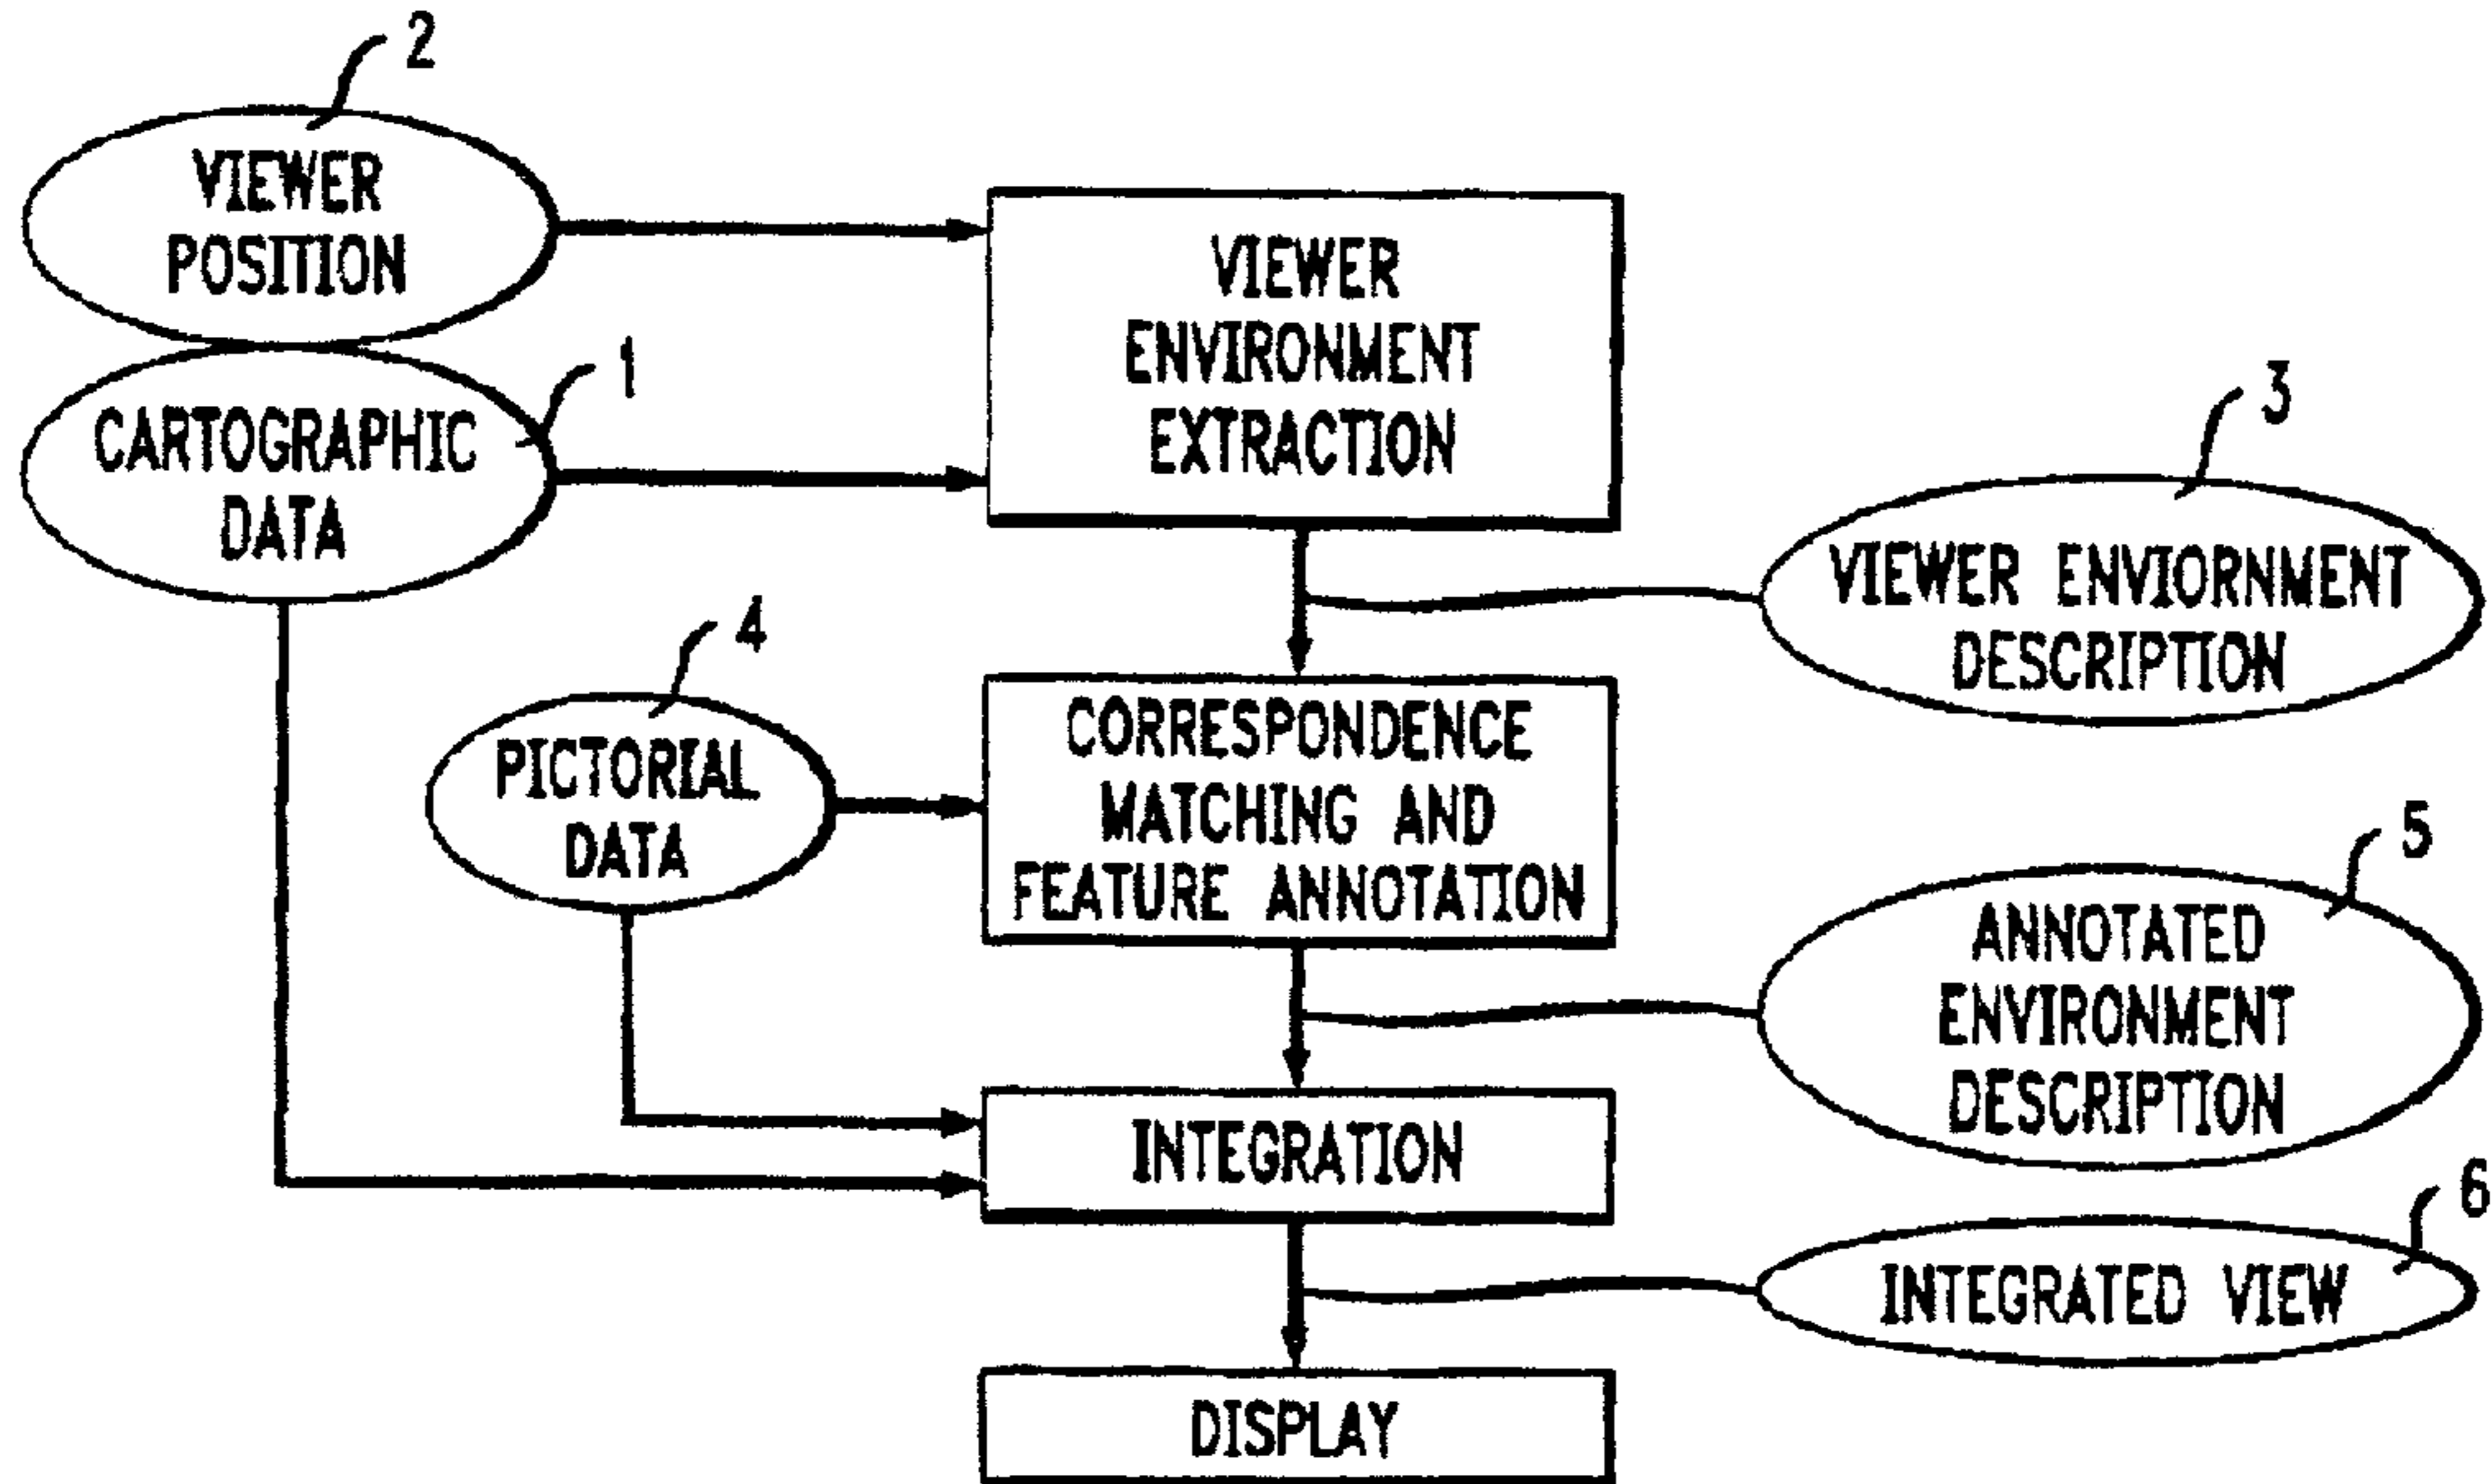 2
VIEWER
POSITION
1
CARTOGRAPHIC
DATA
VIEWER
ENVIRONMENT
EXTRACTION
3
VIEWER ENVIORNMENT
DESCRIPTION
4
PICTORIAL
DATA
CORRESPONDENCE
MATCHING AND
FEATURE ANNOTATION
5
ANNOTATED
ENVIRONMENT
DESCRIPTION
INTEGRATION
6
INTEGRATED VIEW
DISPLAY